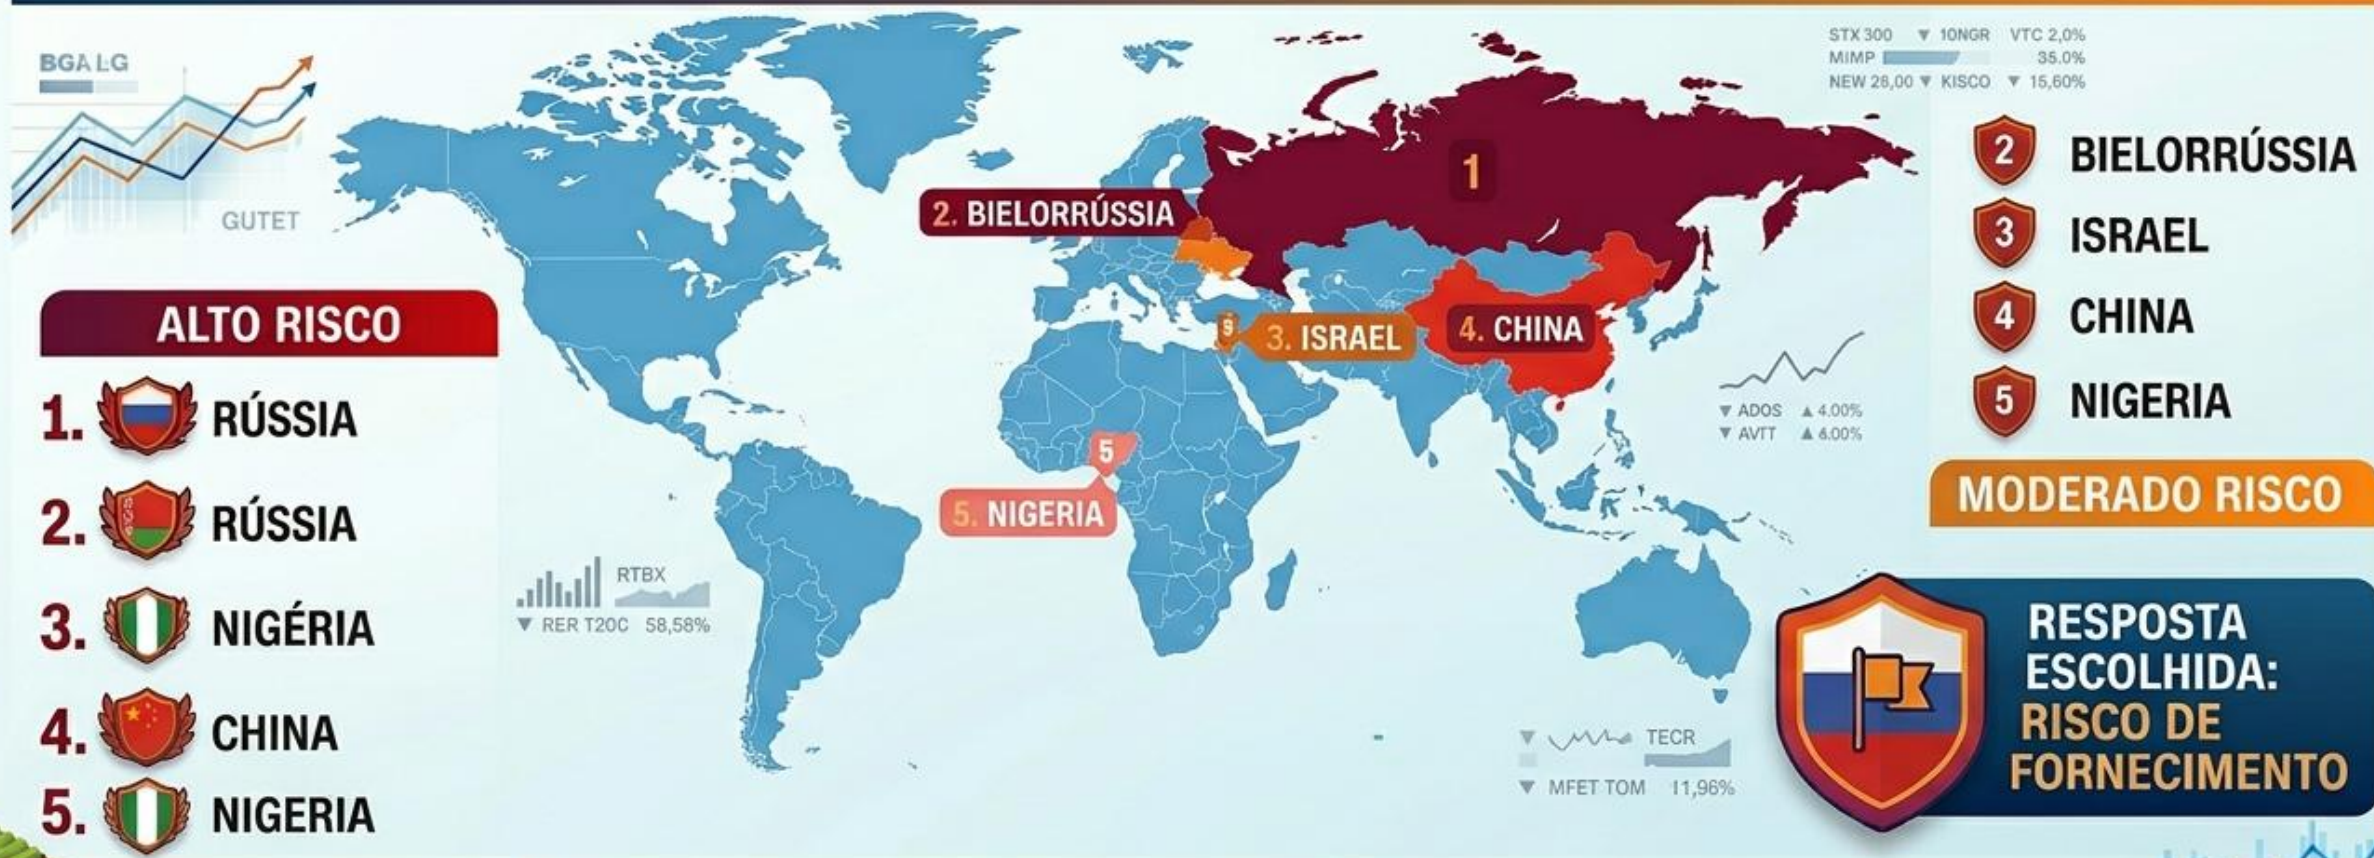 BGALG
GUTET
ALTO RISCO
1. RÚSSIA
2. RÚSSIA
3. NIGÉRIA
4. CHINA
5. NIGERIA
1
2. BIELORRÚSSIA
3. ISRAEL
4. CHINA
5
5. NIGERIA
RTBX
▼ RER T20C 58,58%
STX 300 ▼ 10NGR VTC 2,0%
MIMP 35.0%
NEW 28,00 ▼ KISCO ▼ 15,60%
2 BIELORRÚSSIA
3 ISRAEL
4 CHINA
5 NIGERIA
MODERADO RISCO
▼ ADOS ▲ 4.00%
▼ AVTT ▲ 6.00%
TECR
▼ MFET TOM 11,96%
RESPOSTA
ESCOLHIDA:
RISCO DE
FORNECIMENTO